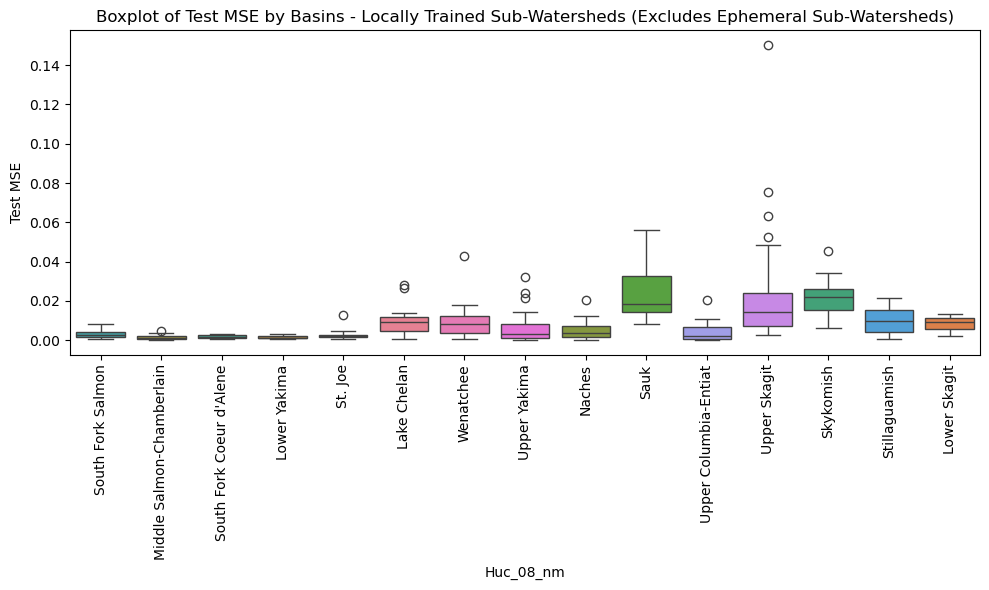 Boxplot of Test MSE by Basins - Locally Trained Sub-Watersheds (Excludes Ephemeral Sub-Watersheds)
Test MSE
0.14
0.12
0.10
0.08
0.06
0.04
0.02
0.00
South Fork Salmon
Middle Salmon-Chamberlain
South Fork Coeur d'Alene
Lower Yakima
St. Joe
Lake Chelan
Wenatchee
Upper Yakima
Naches
Sauk
Upper Columbia-Entiat
Upper Skagit
Skykomish
Stillaguamish
Lower Skagit
Huc_08_nm